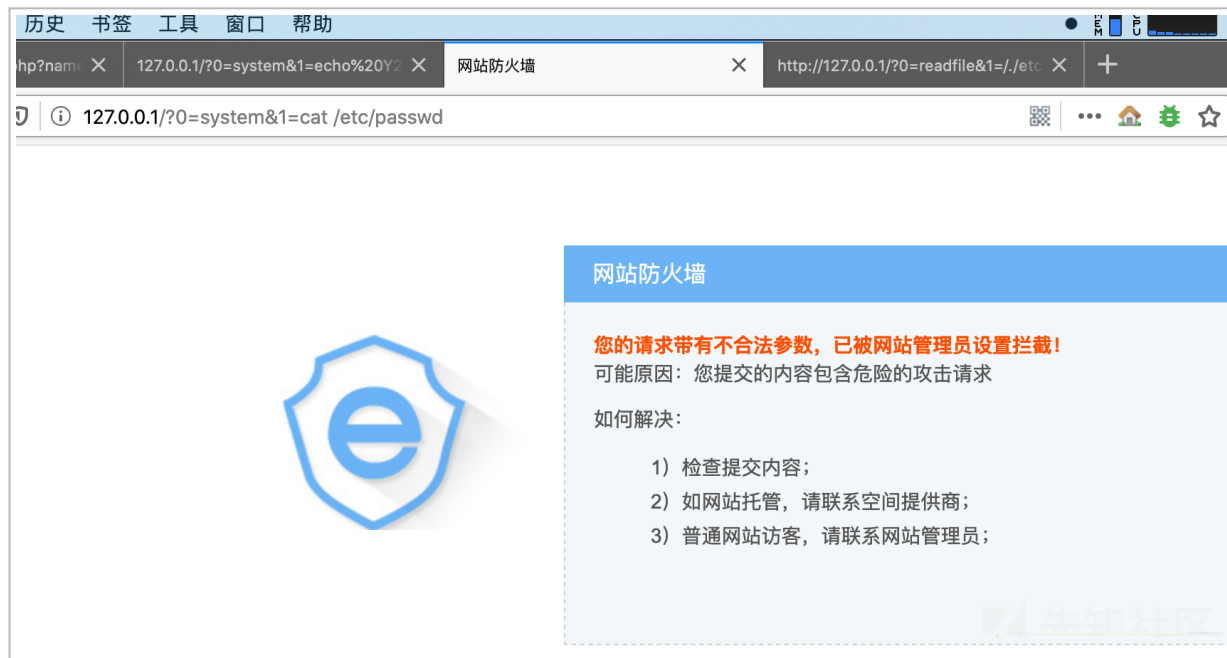 历史 书签 工具 窗口 帮助
MEM CPU
hp?name 127.0.0.1/?0=system&1=echo%20Y2 网站防火墙 http://127.0.0.1/?0=readfile&1=/./etc
127.0.0.1/?0=system&1=cat /etc/passwd
网站防火墙
您的请求带有不合法参数，已被网站管理员设置拦截！
可能原因：您提交的内容包含危险的攻击请求
如何解决：
1）检查提交内容；
2）如网站托管，请联系空间提供商；
3）普通网站访客，请联系网站管理员；
先知社区